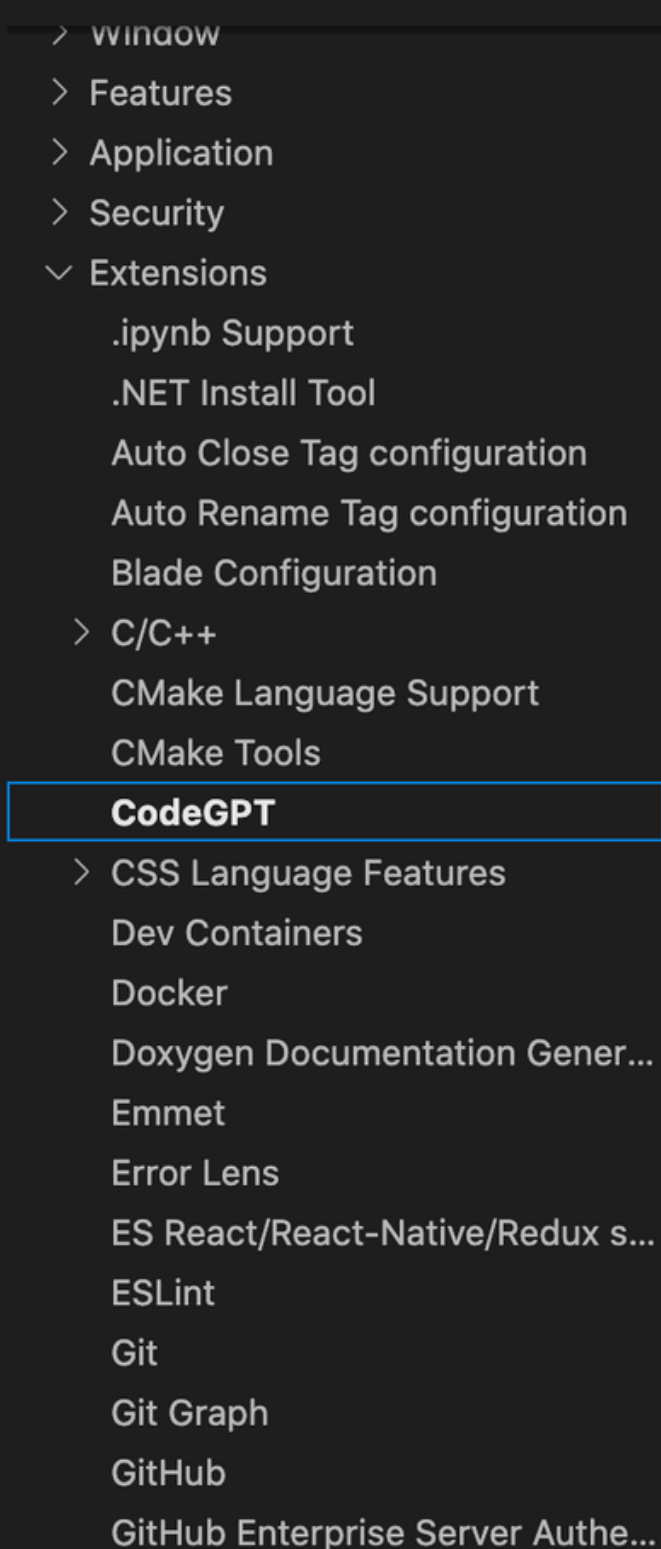 Window
Features
Application
Security
Extensions
.ipynb Support
.NET Install Tool
Auto Close Tag configuration
Auto Rename Tag configuration
Blade Configuration
C/C++
CMake Language Support
CMake Tools
CodeGPT
CSS Language Features
Dev Containers
Docker
Doxygen Documentation Gener...
Emmet
Error Lens
ES React/React-Native/Redux s...
ESLint
Git
Git Graph
GitHub
GitHub Enterprise Server Authe...